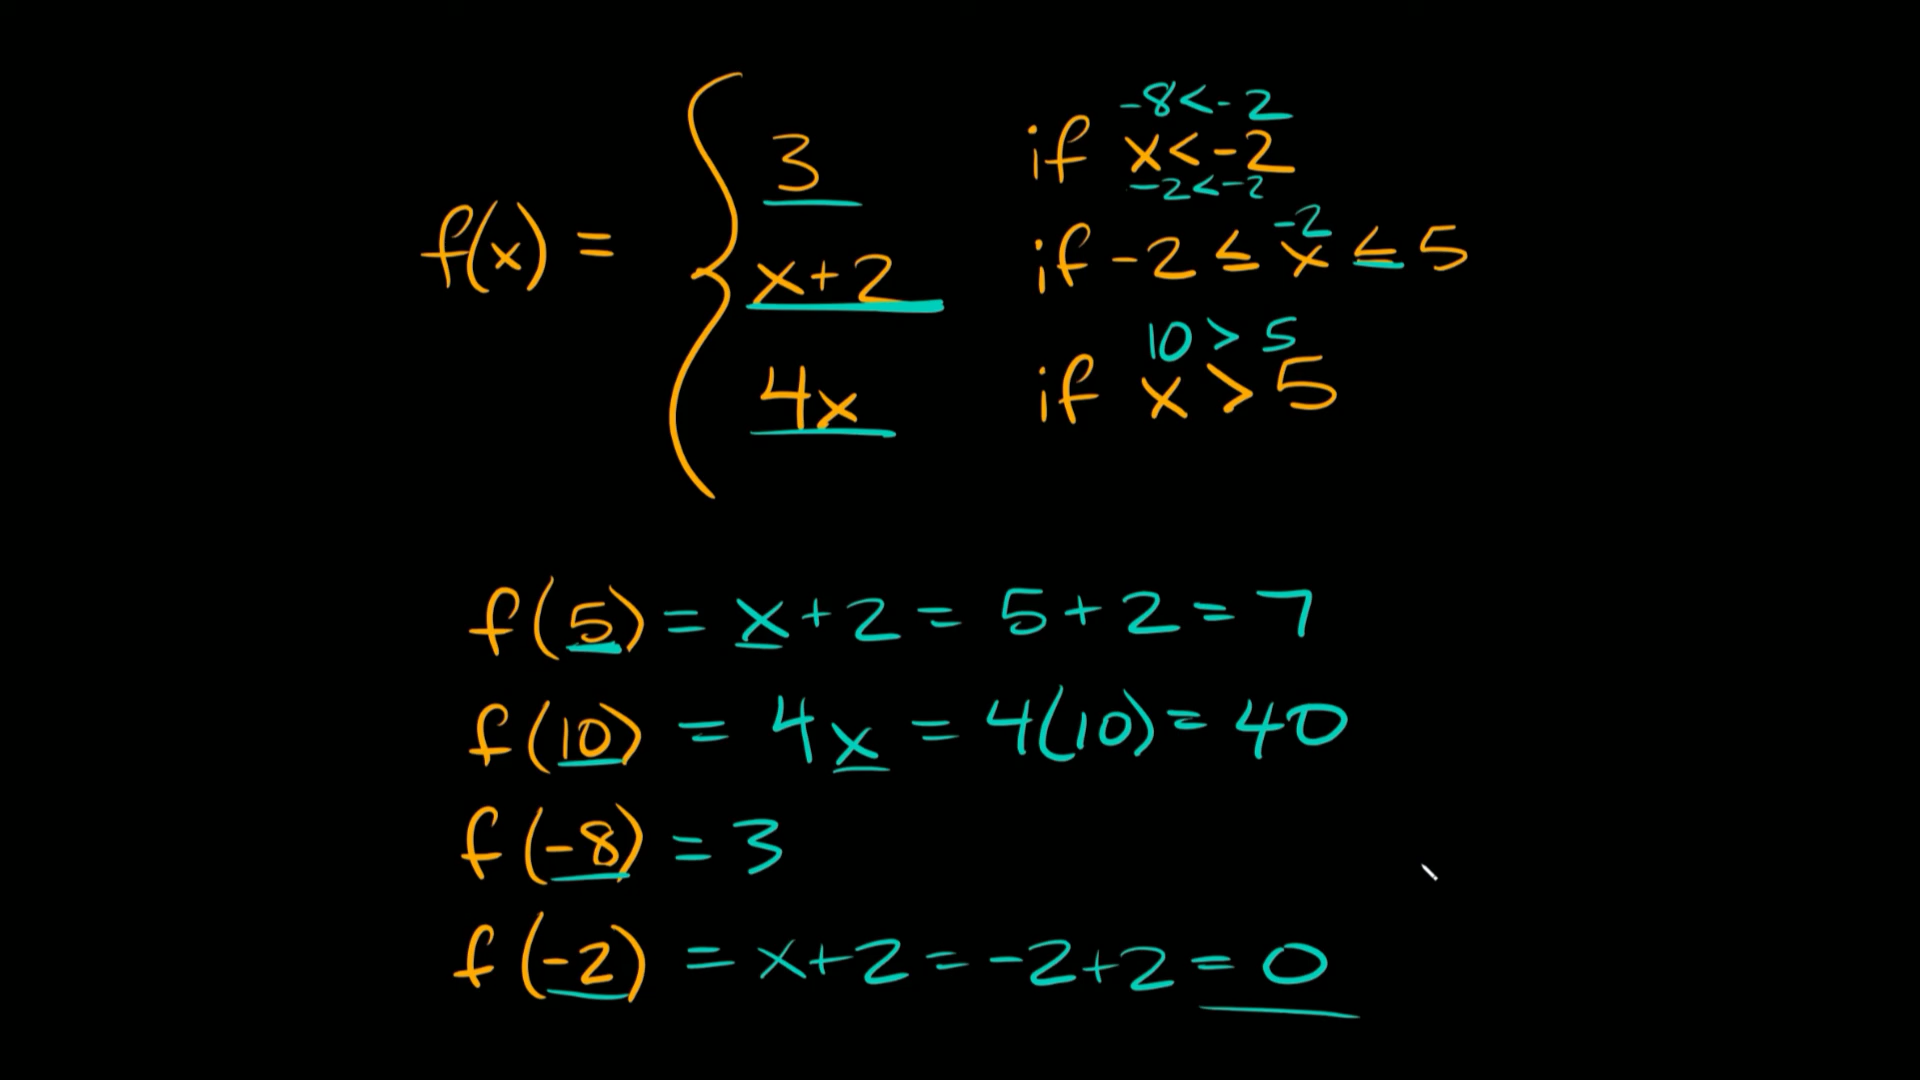 -8<-2
3 if x<-2
-2<-2
-2
f(x) = { x+2 if -2 ≤ x ≤ 5
10 > 5
4x if x > 5
f(5) = x+2 = 5+2 = 7
f(10) = 4x = 4(10) = 40
f(-8) = 3
f(-2) = x+2 = -2+2 = 0